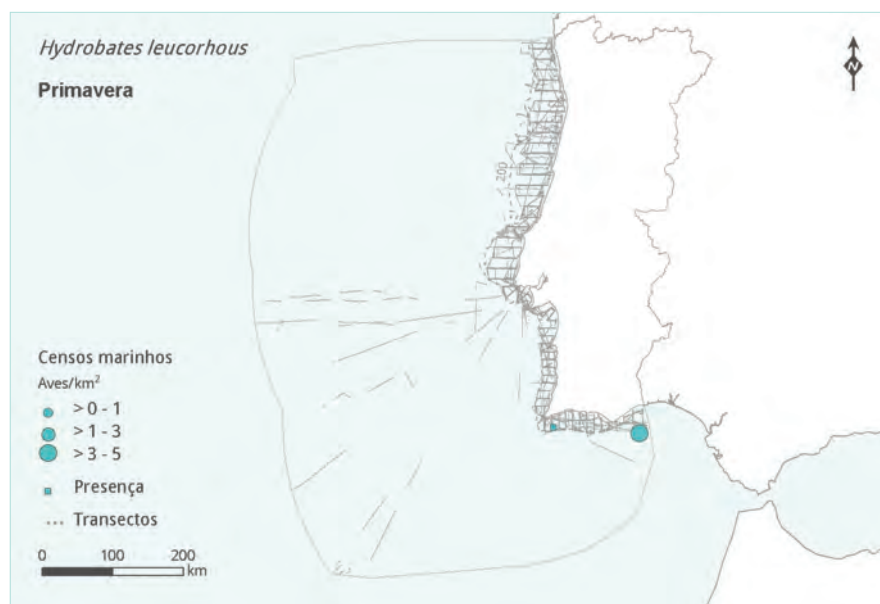 Hydrobates leucorhous
Primavera
N
200
Censos marinhos
Aves/km²
> 0 - 1
> 1 - 3
> 3 - 5
Presença
Transectos
0 100 200
km